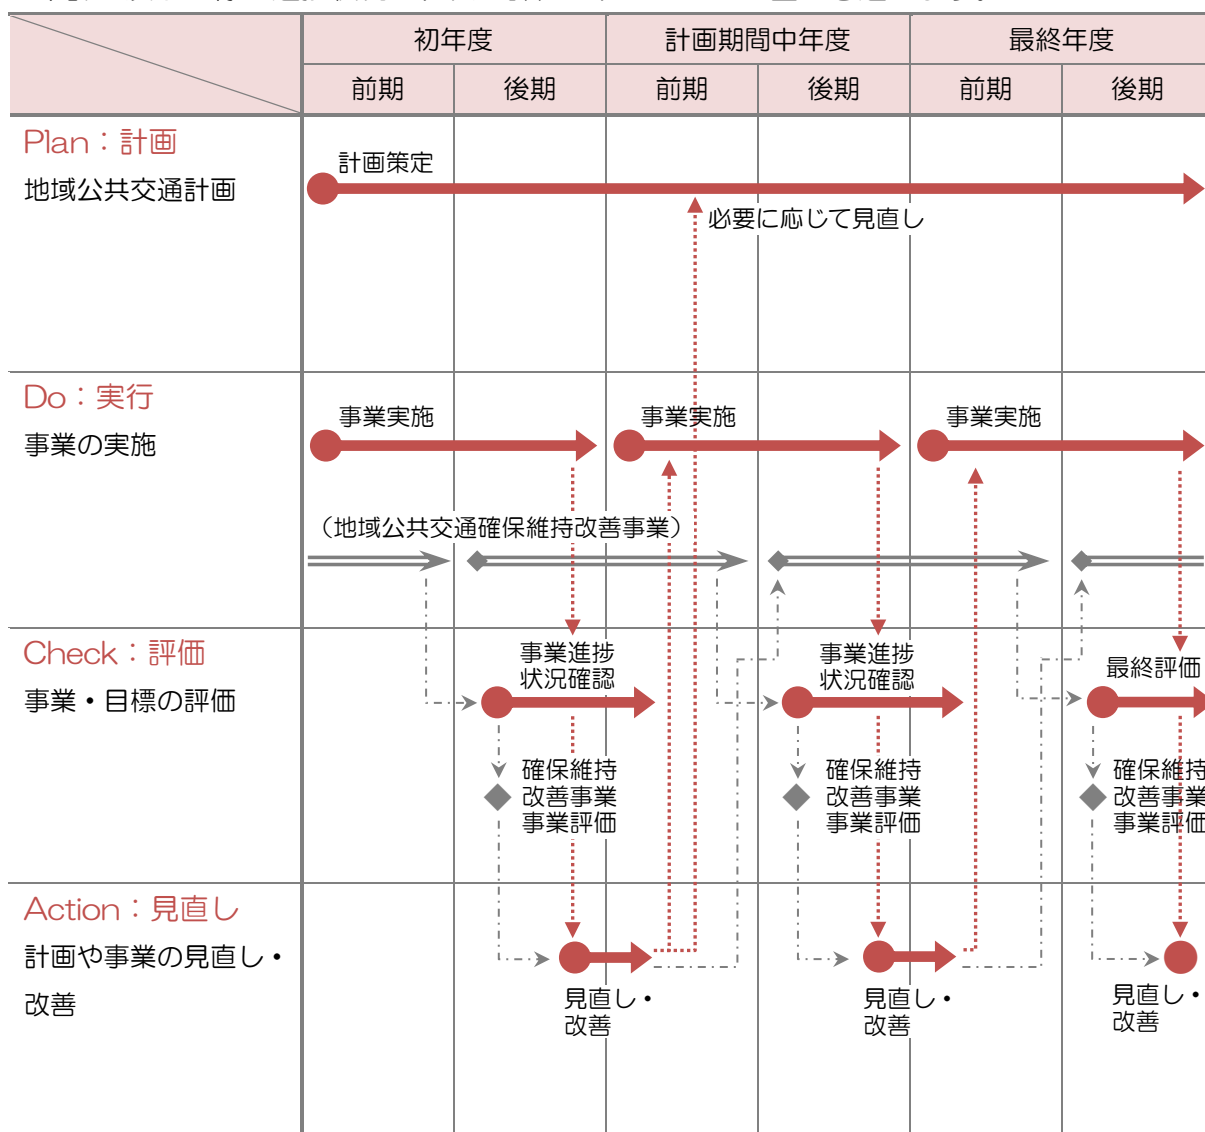 初年度 計画期間中年度 最終年度
前期 後期 前期 後期 前期 後期
Plan：計画
地域公共交通計画
計画策定
必要に応じて見直し
Do：実行
事業の実施
事業実施 事業実施 事業実施
（地域公共交通確保維持改善事業）
Check：評価
事業・目標の評価
事業進捗
状況確認
事業進捗
状況確認
最終評価
確保維持
改善事業
事業評価
確保維持
改善事業
事業評価
確保維持
改善事業
事業評価
Action：見直し
計画や事業の見直し・
改善
見直し・
改善
見直し・
改善
見直し・
改善